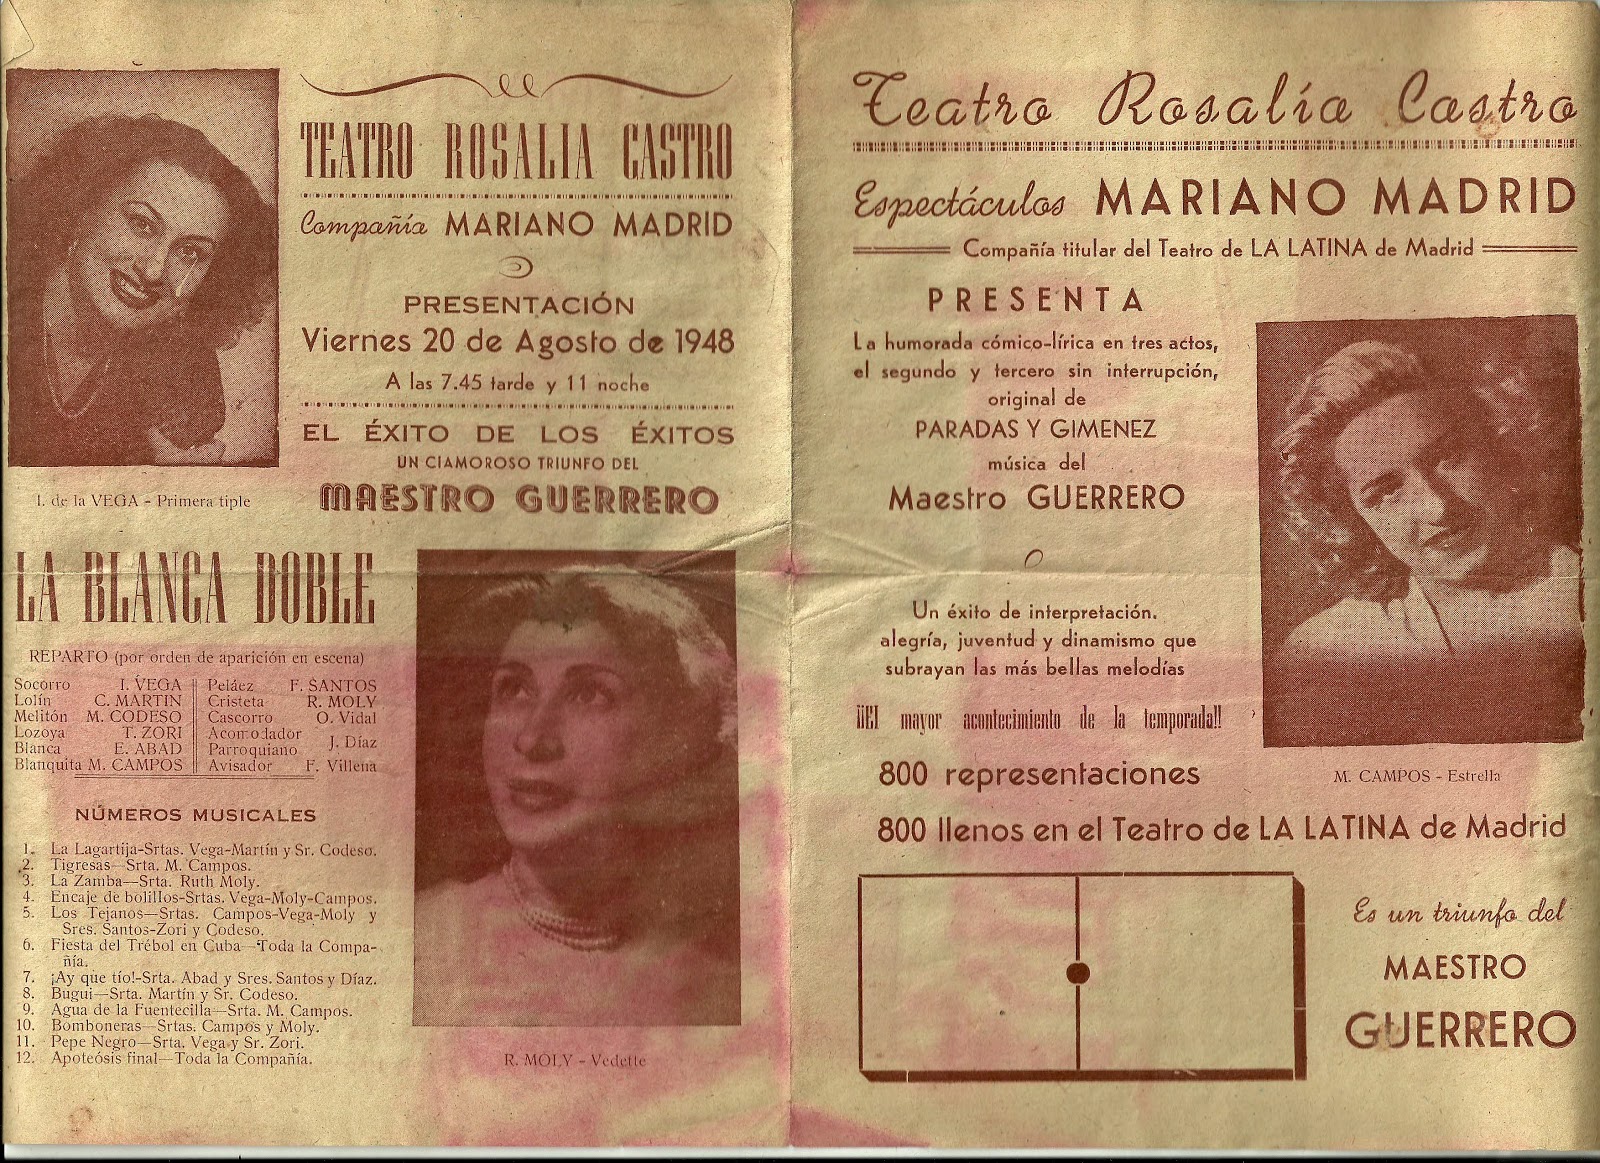 TEATRO ROSALIA CASTRO
Compañía MARIANO MADRID
PRESENTACIÓN
Viernes 20 de Agosto de 1948
A las 7.45 tarde y 11 noche
EL ÉXITO DE LOS ÉXITOS
UN CIAMOROSO TRIUNFO DEL
MAESTRO GUERRERO
I. de la VEGA - Primera tiple
LA BLANCA DOBLE
REPARTO (por orden de aparición en escena)
Socorro I. VEGA
Lolín C. MARTIN
Melitón M. CODESO
Lozoya T. ZORI
Blanca E. ABAD
Blanquita M. CAMPOS
Peláez F. SANTOS
Cristeta R. MOLY
Cascorro O. Vidal
Acomodador
Parroquiano J. Díaz
Avisador F. Villena
NÚMEROS MUSICALES
1. La Lagartija-Srtas. Vega-Martín y Sr. Codeso.
2. Tigresas—Srta. M. Campos.
3. La Zamba—Srta. Ruth Moly.
4. Encaje de bolillos-Srtas. Vega-Moly-Campos.
5. Los Tejanos—Srtas. Campos-Vega-Moly y
Sres. Santos-Zori y Codeso.
6. Fiesta del Trébol en Cuba—Toda la Compa-
ñía.
7. ¡Ay que tío!-Srta. Abad y Sres. Santos y Díaz.
8. Bugui—Srta. Martín y Sr. Codeso.
9. Agua de la Fuentecilla—Srta. M. Campos.
10. Bomboneras—Srtas. Campos y Moly.
11. Pepe Negro—Srta. Vega y Sr. Zori.
12. Apoteósis final—Toda la Compañía.
R. MOLY - Vedette
Teatro Rosalía Castro
Espectáculos MARIANO MADRID
Compañía titular del Teatro de LA LATINA de Madrid
PRESENTA
La humorada cómico-lírica en tres actos,
el segundo y tercero sin interrupción,
original de
PARADAS Y GIMENEZ
música del
Maestro GUERRERO
Un éxito de interpretación.
alegría, juventud y dinamismo que
subrayan las más bellas melodías
¡¡El mayor acontecimiento de la temporada!!
M. CAMPOS - Estrella
800 representaciones
800 llenos en el Teatro de LA LATINA de Madrid
Es un triunfo del
MAESTRO
GUERRERO